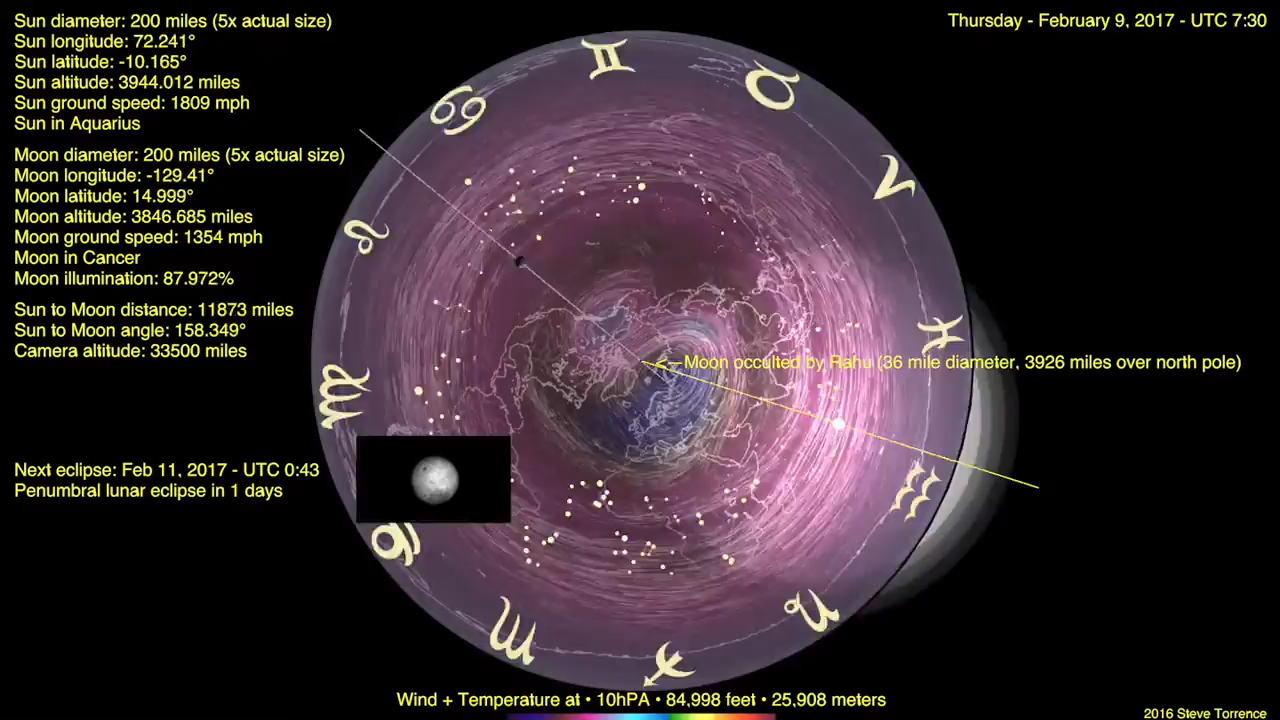 Sun diameter: 200 miles (5x actual size)
Sun longitude: 72.241°
Sun latitude: -10.165°
Sun altitude: 3944.012 miles
Sun ground speed: 1809 mph
Sun in Aquarius
Thursday - February 9, 2017 - UTC 7:30
Moon diameter: 200 miles (5x actual size)
Moon longitude: -129.41°
Moon latitude: 14.999°
Moon altitude: 3846.685 miles
Moon ground speed: 1354 mph
Moon in Cancer
Moon illumination: 87.972%
Sun to Moon distance: 11873 miles
Sun to Moon angle: 158.349°
Camera altitude: 33500 miles
<--Moon occulted by Rahu (36 mile diameter, 3926 miles over north pole)
Next eclipse: Feb 11, 2017 - UTC 0:43
Penumbral lunar eclipse in 1 days
Wind + Temperature at • 10hPA • 84,998 feet • 25,908 meters
2016 Steve Torrence